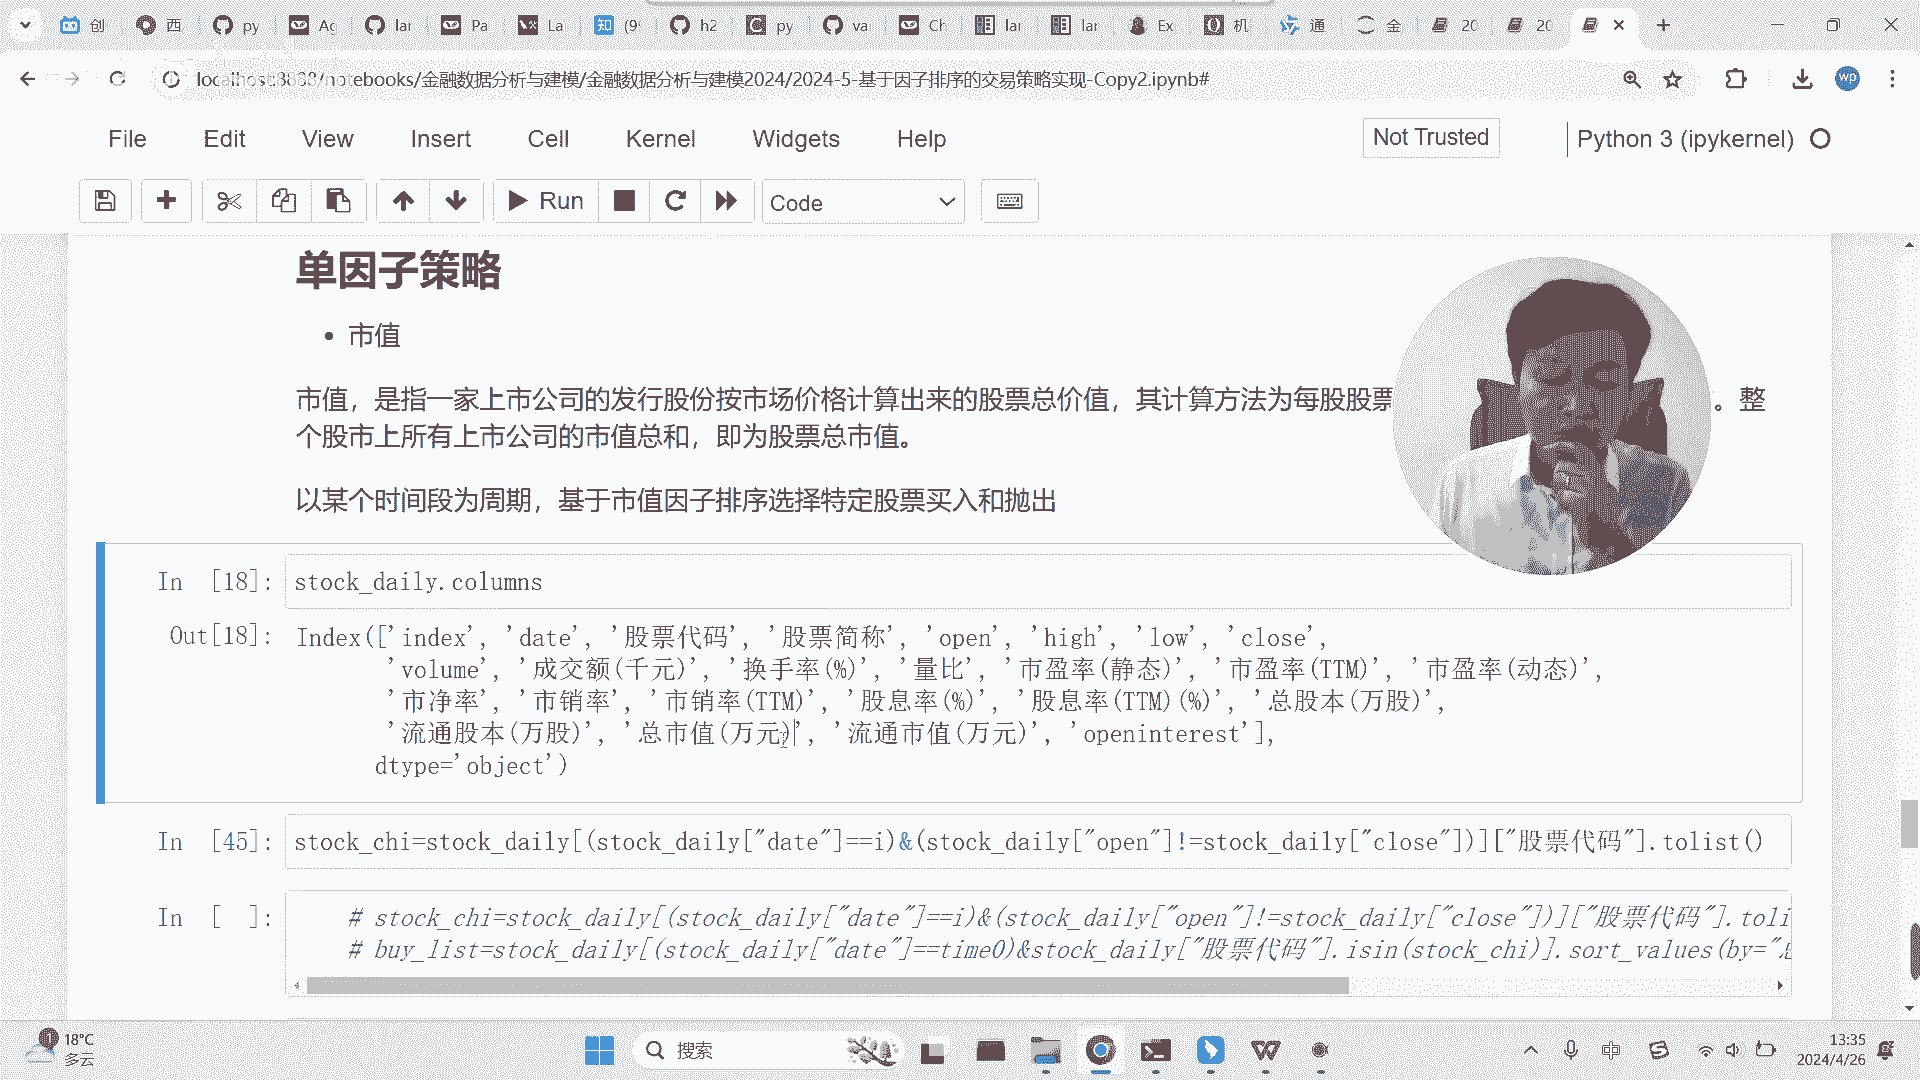 创
西
py
Ag
lar
Pa
La
(9
h2
py
va
Ch
lar
lar
Ex
机
通
金
20
20
localhost:8888/notebooks/金融数据分析与建模/金融数据分析与建模2024/2024-5-基于因子排序的交易策略实现-Copy2.ipynb#
wp
File Edit View Insert Cell Kernel Widgets Help
Not Trusted
Python 3 (ipykernel)
Run
Code
单因子策略
• 市值
市值，是指一家上市公司的发行股份按市场价格计算出来的股票总价值，其计算方法为每股股票 。整
个股市上所有上市公司的市值总和，即为股票总市值。
以某个时间段为周期，基于市值因子排序选择特定股票买入和抛出
In [18]: stock_daily.columns
Out[18]: Index(['index', 'date', '股票代码', '股票简称', 'open', 'high', 'low', 'close',
'volume', '成交额(千元)', '换手率(%)', '量比', '市盈率(静态)', '市盈率(TTM)', '市盈率(动态)',
'市净率', '市销率', '市销率(TTM)', '股息率(%)', '股息率(TTM)(%)', '总股本(万股)',
'流通股本(万股)', '总市值(万元)', '流通市值(万元)', 'openinterest'],
dtype='object')
In [45]: stock_chi=stock_daily[(stock_daily["date"]==i)&(stock_daily["open"]!=stock_daily["close"])]["股票代码"].tolist()
In [ ]: # stock_chi=stock_daily[(stock_daily["date"]==i)&(stock_daily["open"]!=stock_daily["close"])]["股票代码"].toli
# buy_list=stock_daily[(stock_daily["date"]==time0)&stock_daily["股票代码"].isin(stock_chi)].sort_values(by="
18°C
多云
搜索
中
13:35
2024/4/26